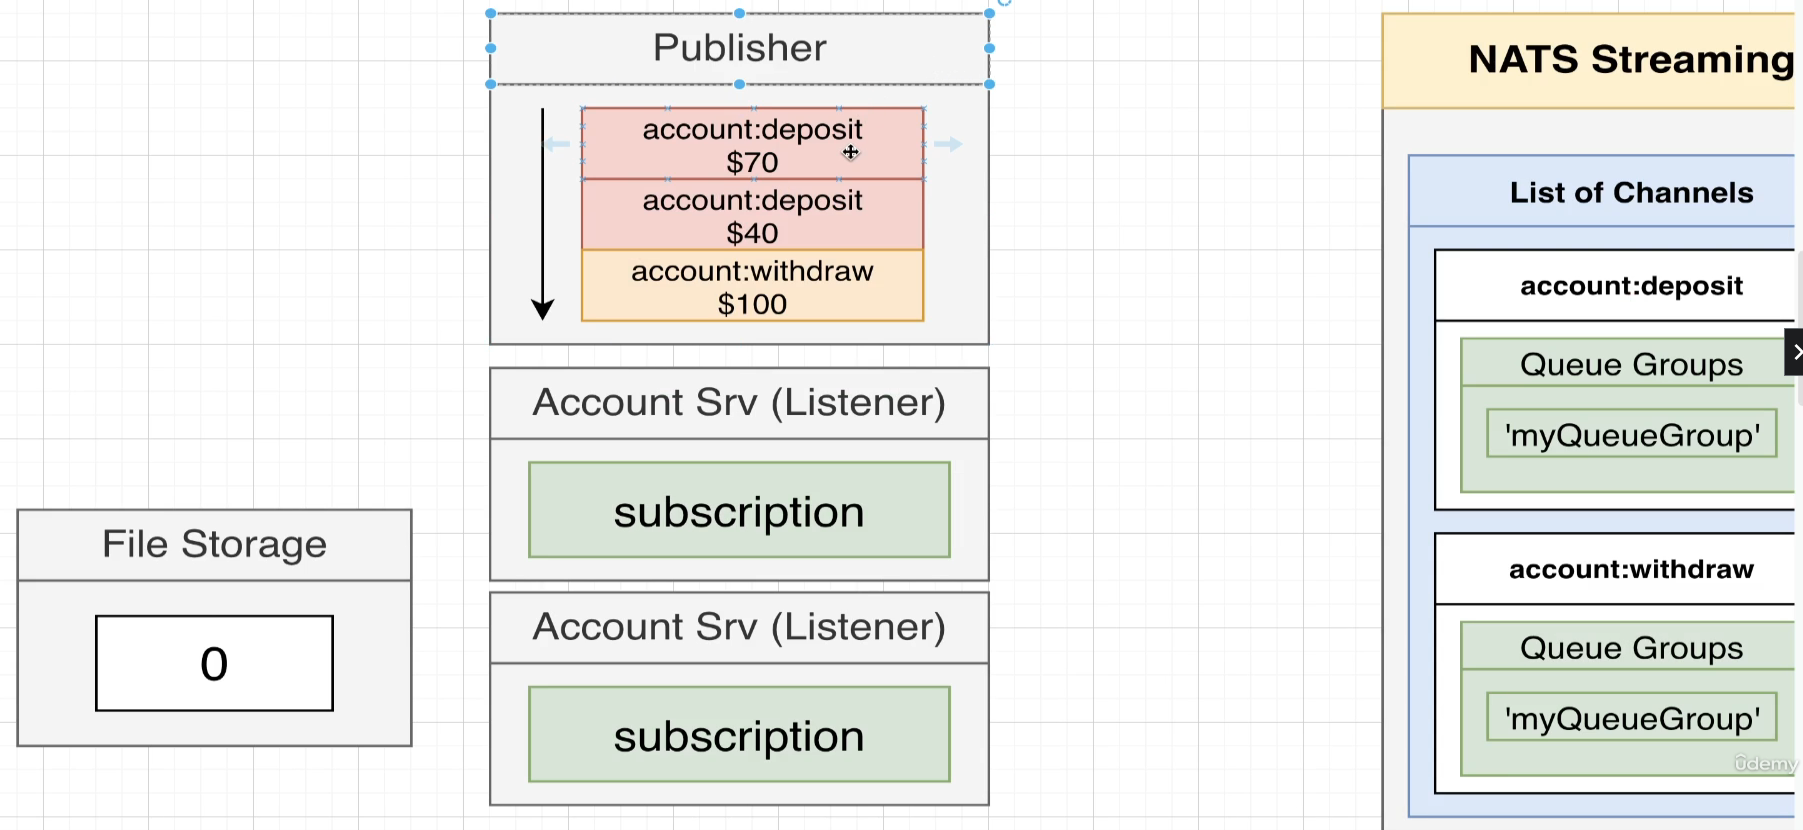 Publisher
account:deposit
$70
account:deposit
$40
account:withdraw
$100
Account Srv (Listener)
subscription
Account Srv (Listener)
subscription
File Storage
0
NATS Streaming
List of Channels
account:deposit
Queue Groups
'myQueueGroup'
account:withdraw
Queue Groups
'myQueueGroup'
ûdemy